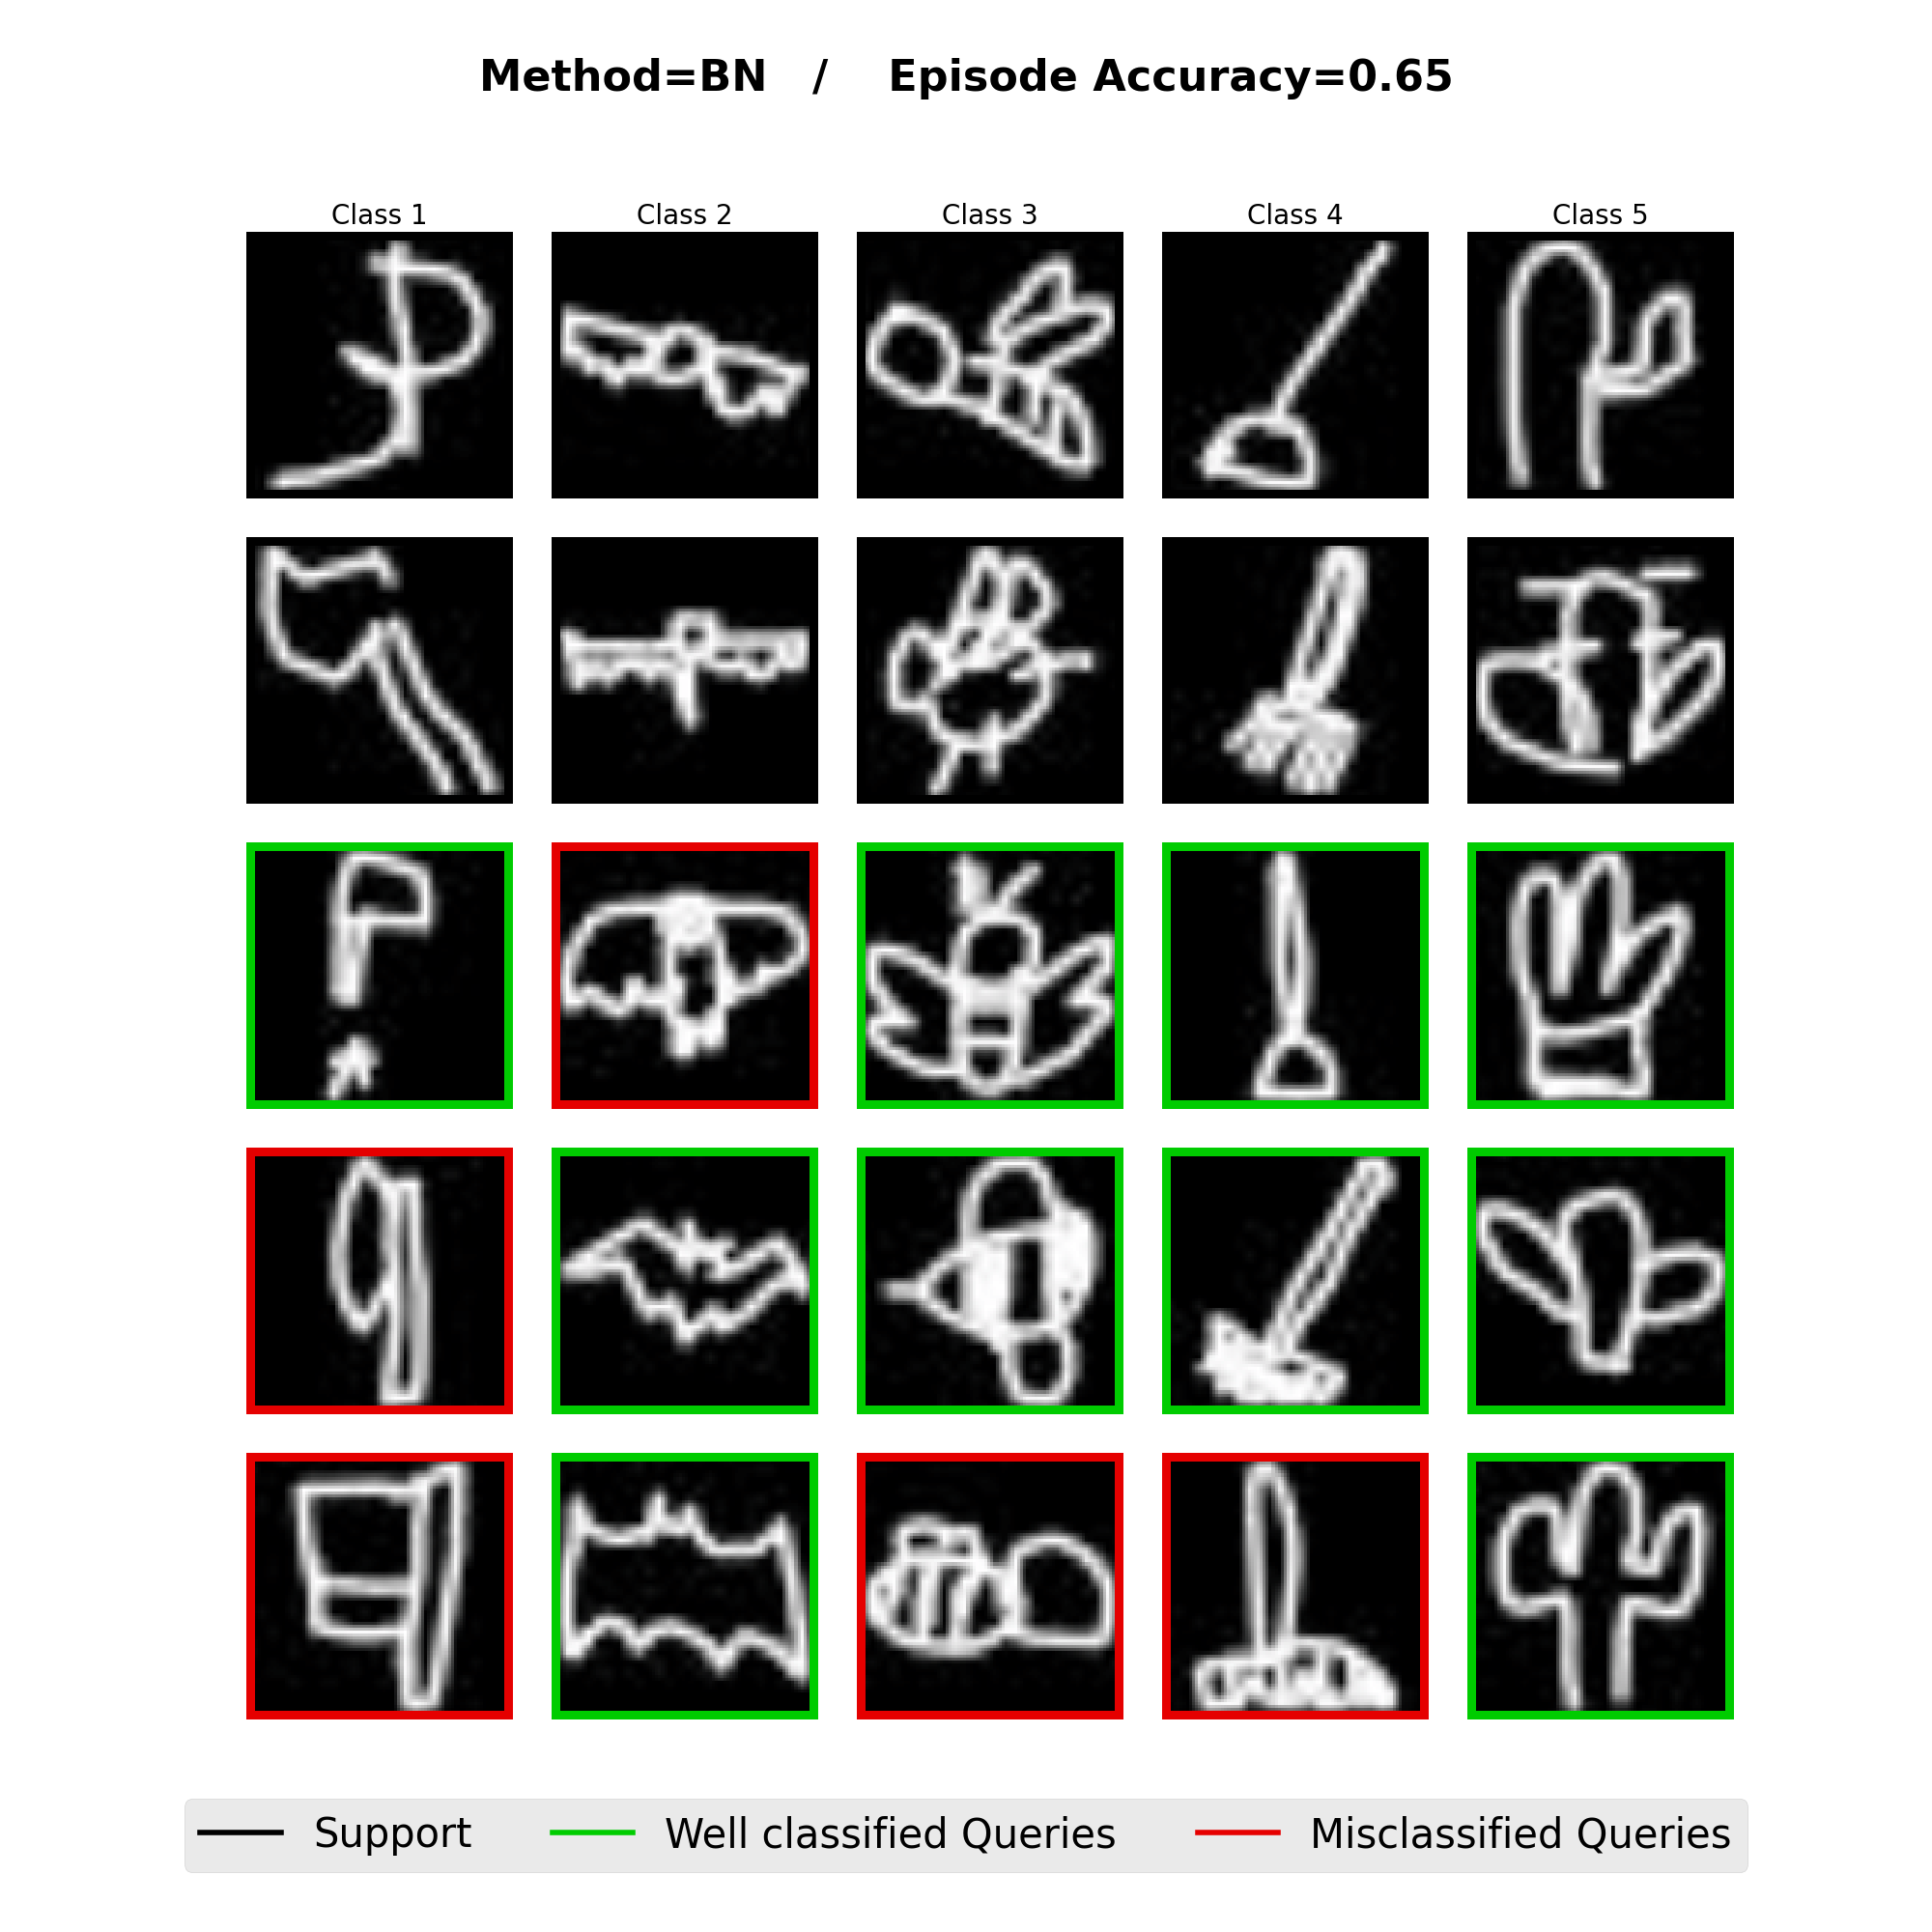 Method=BN / Episode Accuracy=0.65
Class 1 Class 2 Class 3 Class 4 Class 5
Support Well classified Queries Misclassified Queries